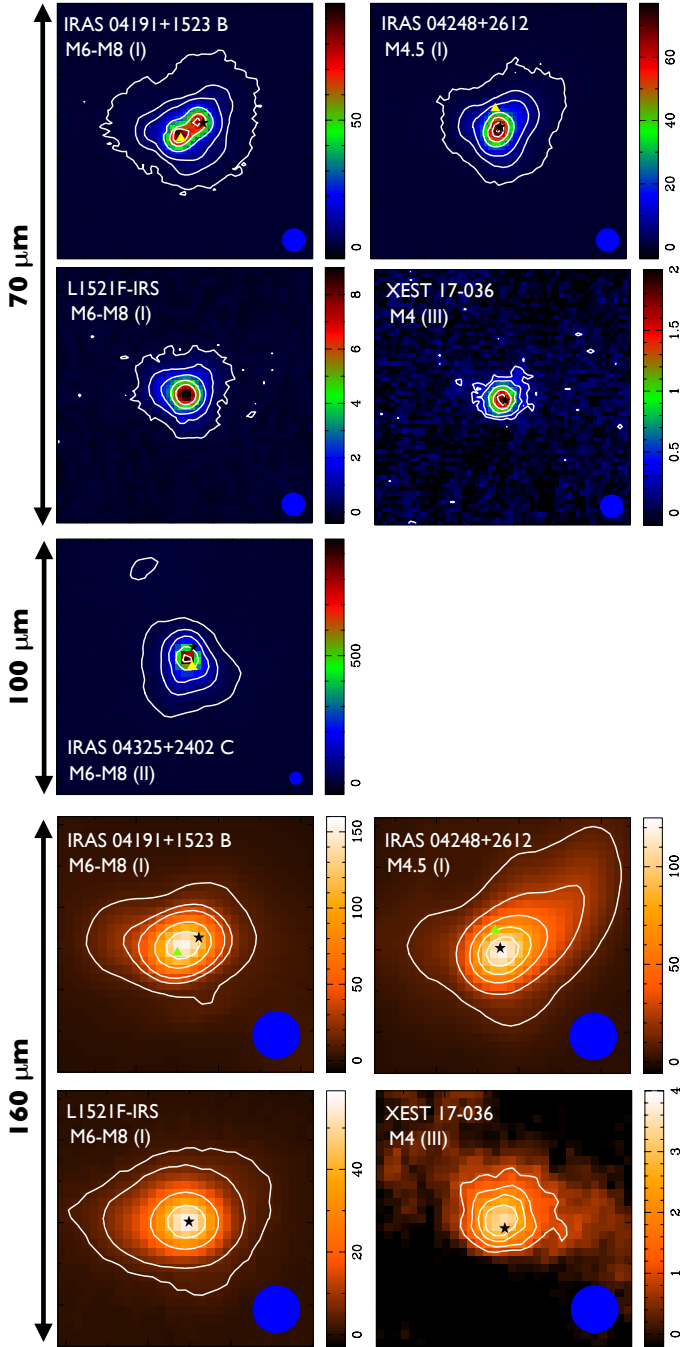 70 µm
IRAS 04191+1523 B
M6-M8 (I)
0
50
IRAS 04248+2612
M4.5 (I)
0
20
40
60
L1521F-IRS
M6-M8 (I)
0
2
4
6
8
XEST 17-036
M4 (III)
0
0.5
1
1.5
2
100 µm
IRAS 04325+2402 C
M6-M8 (II)
0
500
160 µm
IRAS 04191+1523 B
M6-M8 (I)
0
50
100
150
IRAS 04248+2612
M4.5 (I)
0
50
100
L1521F-IRS
M6-M8 (I)
0
20
40
XEST 17-036
M4 (III)
0
1
2
3
4